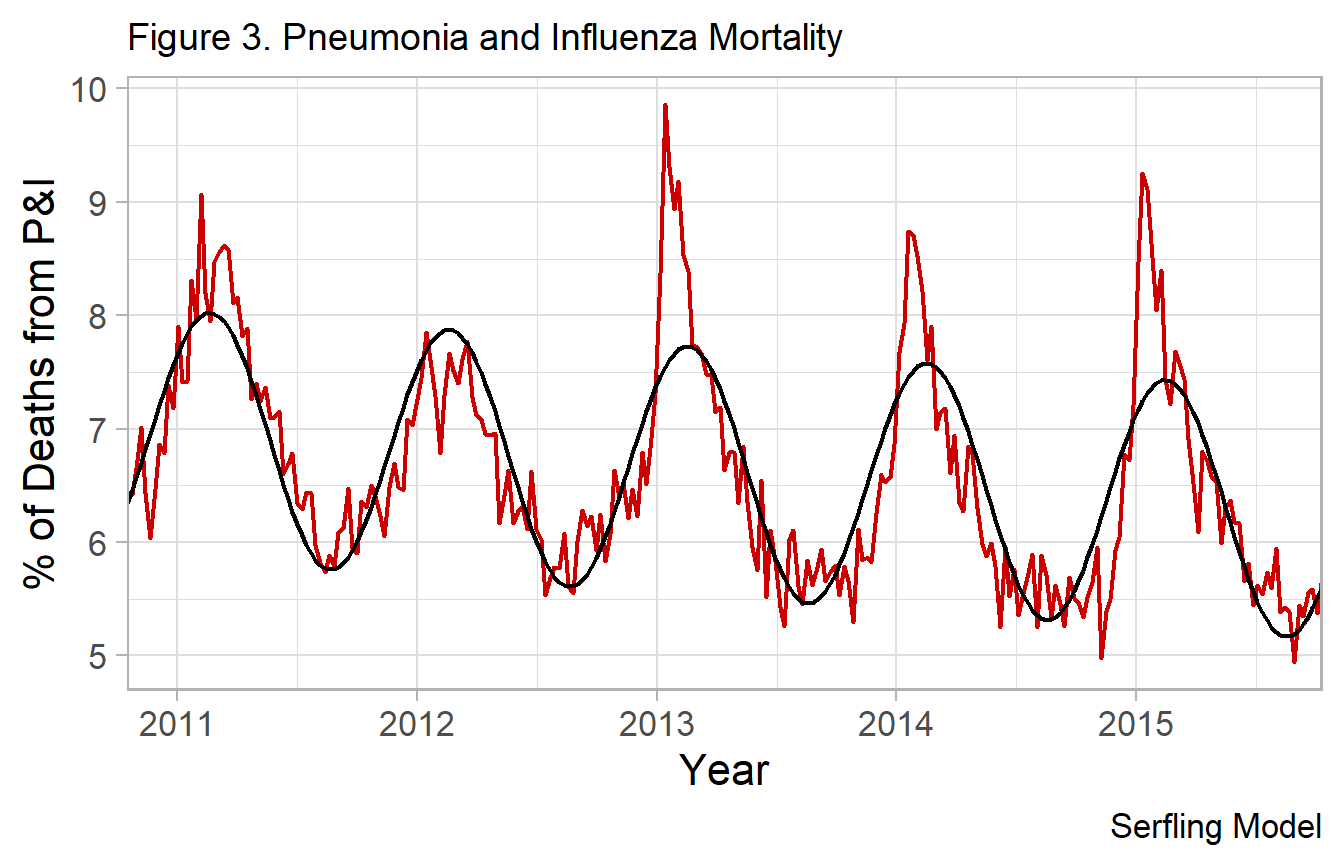 Figure 3. Pneumonia and Influenza Mortality
% of Deaths from P&I
10
9
8
7
6
5
2011 2012 2013 2014 2015
Year
Serfling Model